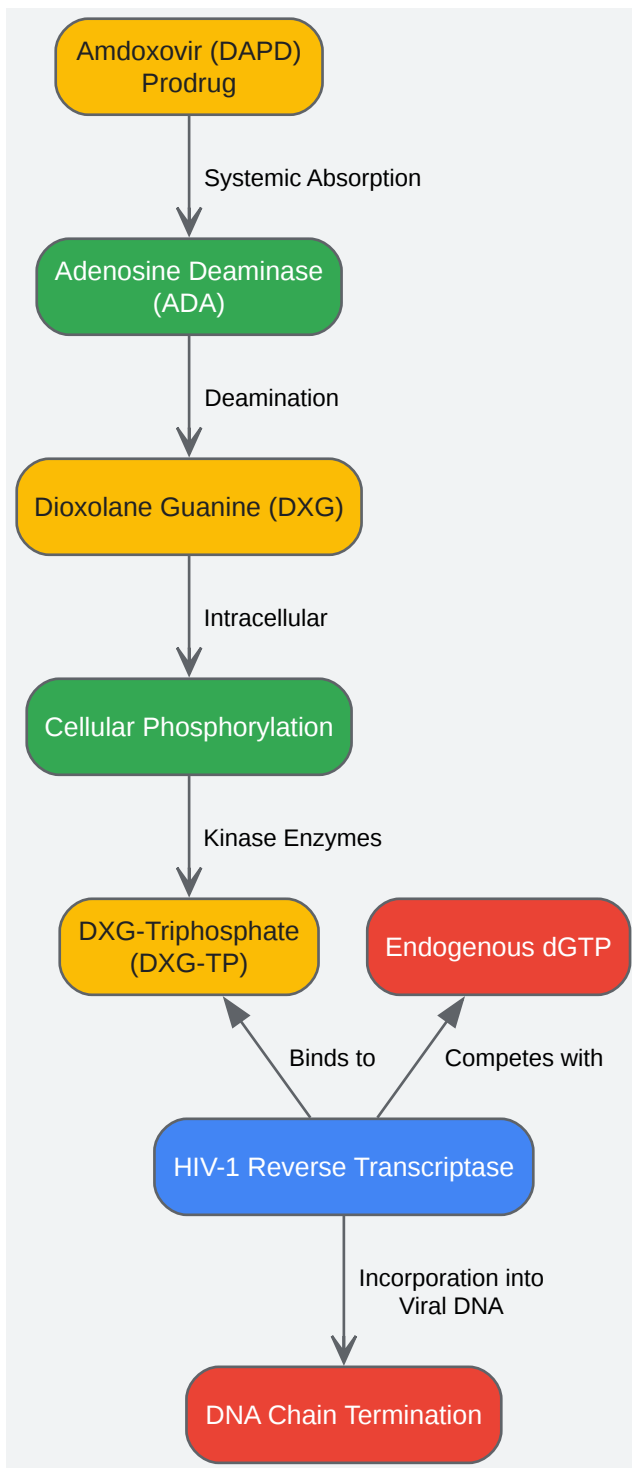 Amdoxovir (DAPD)
Prodrug
Systemic Absorption
Adenosine Deaminase
(ADA)
Deamination
Dioxolane Guanine (DXG)
Intracellular
Cellular Phosphorylation
Kinase Enzymes
DXG-Triphosphate
(DXG-TP)
Endogenous dGTP
Binds to
Competes with
HIV-1 Reverse Transcriptase
Incorporation into
Viral DNA
DNA Chain Termination